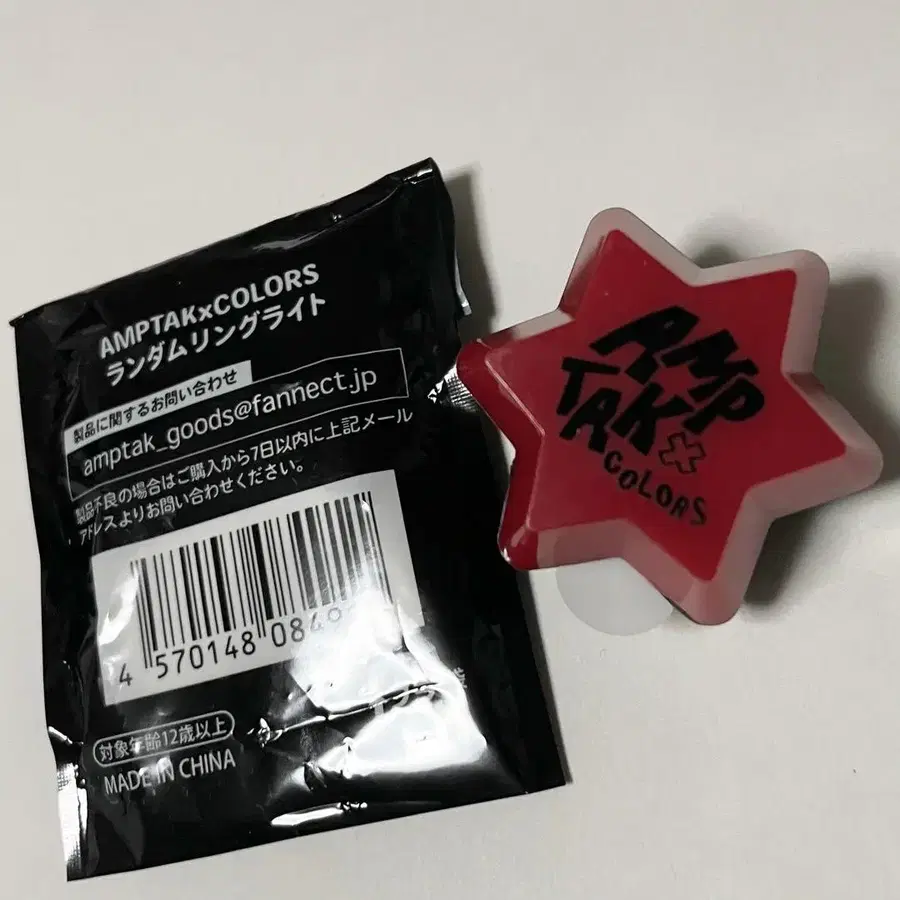 AMPTAK×COLORS
ランダムリングライト
製品に関するお問い合わせ
amptak_goods@fannect.jp
製品不良の場合はご購入から7日以内に上記メール
アドレスよりお問い合わせください。
4 570148 084
対象年齢12歳以上
MADE IN CHINA
AMP
TAK×
COLORS